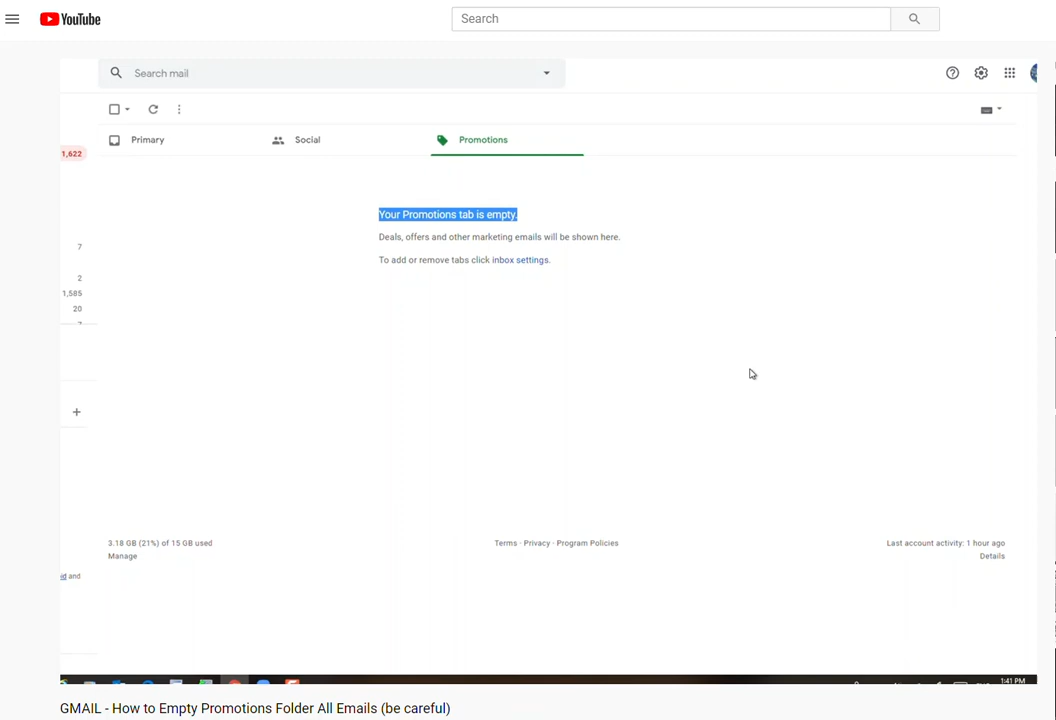 YouTube
Search
Search mail
Primary
Social
Promotions
1,622
Your Promotions tab is empty.
Deals, offers and other marketing emails will be shown here.
7
To add or remove tabs click inbox settings.
2
1,585
20
3.18 GB (21%) of 15 GB used
Terms · Privacy · Program Policies
Last account activity: 1 hour ago
Manage
Details
and
1:41 PM
GMAIL - How to Empty Promotions Folder All Emails (be careful)